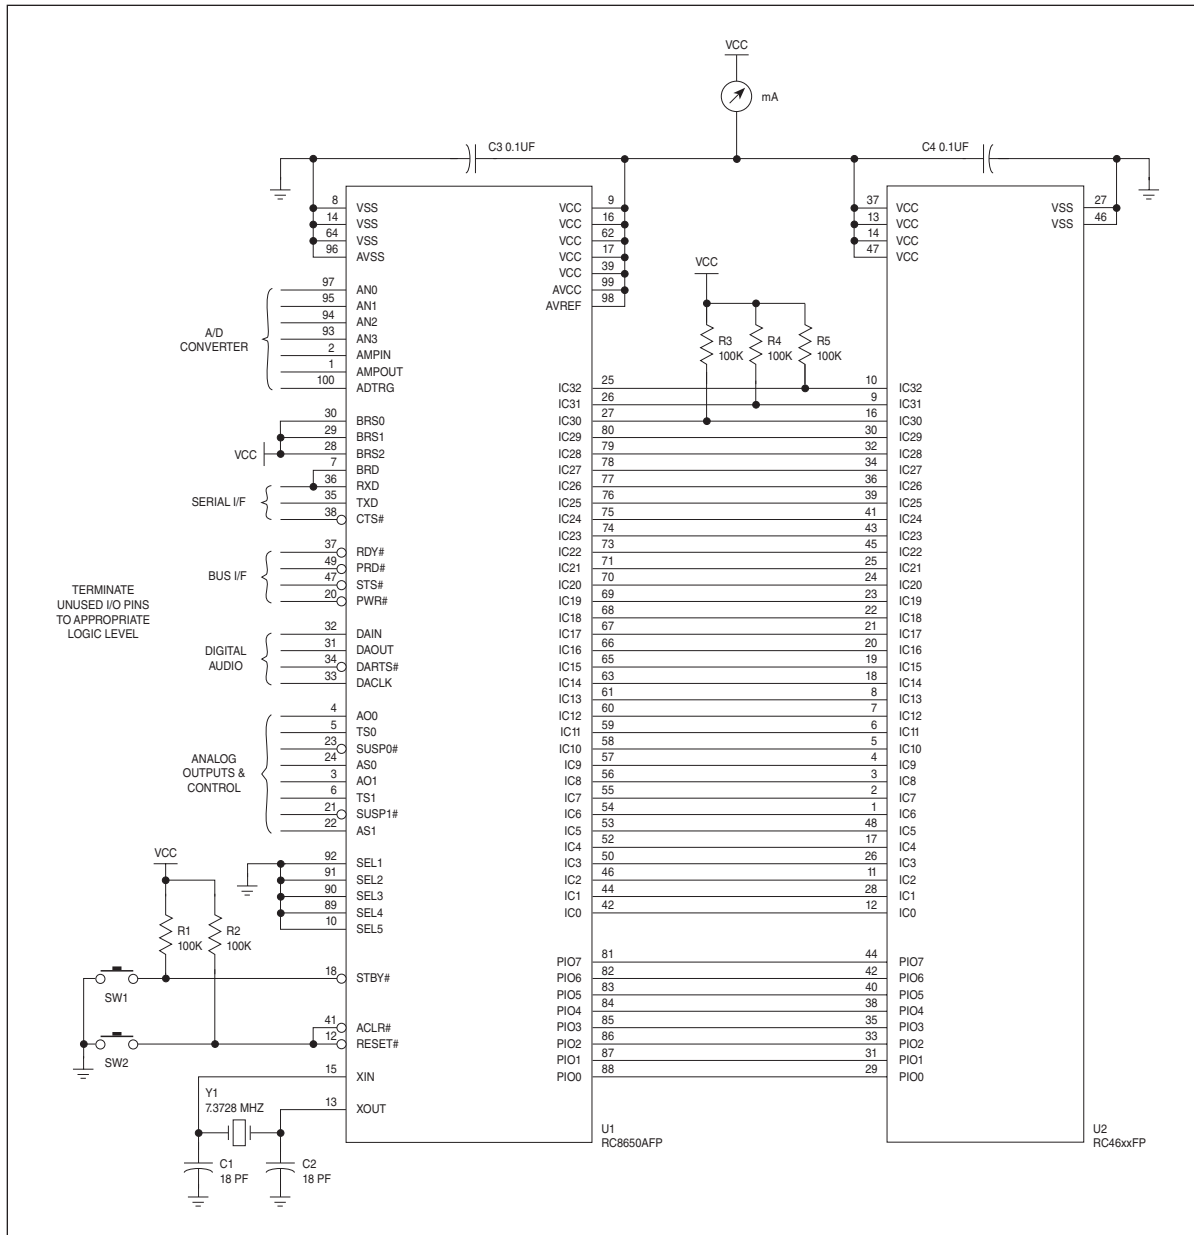 VCC
mA
C3 0.1UF
C4 0.1UF
8 VSS
14 VSS
64 VSS
96 AVSS
97 AN0
95 AN1
94 AN2
93 AN3
2 AMPIN
1 AMPOUT
100 ADTRG
A/D
CONVERTER
30 BRS0
29 BRS1
28 BRS2
7 BRD
36 RXD
35 TXD
38 CTS#
VCC
SERIAL I/F
37 RDY#
49 PRD#
47 STS#
20 PWR#
BUS I/F
TERMINATE
UNUSED I/O PINS
TO APPROPRIATE
LOGIC LEVEL
32 DAIN
31 DAOUT
34 DARTS#
33 DACLK
DIGITAL
AUDIO
4 AO0
5 TS0
23 SUSP0#
24 AS0
3 AO1
6 TS1
21 SUSP1#
22 AS1
ANALOG
OUTPUTS &
CONTROL
VCC
92 SEL1
91 SEL2
90 SEL3
89 SEL4
10 SEL5
R1
100K
R2
100K
18 STBY#
SW1
41 ACLR#
12 RESET#
SW2
15 XIN
13 XOUT
Y1
7.3728 MHZ
C1
18 PF
C2
18 PF
VCC 9
VCC 16
VCC 62
VCC 17
VCC 39
AVCC 99
AVREF 98
VCC
R3
100K
R4
100K
R5
100K
IC32 25
IC31 26
IC30 27
IC29 80
IC28 79
IC27 78
IC26 77
IC25 76
IC24 75
IC23 74
IC22 73
IC21 71
IC20 70
IC19 69
IC18 68
IC17 67
IC16 66
IC15 65
IC14 63
IC13 61
IC12 60
IC11 59
IC10 58
IC9 57
IC8 56
IC7 55
IC6 54
IC5 53
IC4 52
IC3 50
IC2 46
IC1 44
IC0 42
PIO7 81
PIO6 82
PIO5 83
PIO4 84
PIO3 85
PIO2 86
PIO1 87
PIO0 88
U1
RC8650AFP
37 VCC
13 VCC
14 VCC
47 VCC
VSS 27
VSS 46
10 IC32
9 IC31
16 IC30
30 IC29
32 IC28
34 IC27
36 IC26
39 IC25
41 IC24
43 IC23
45 IC22
25 IC21
24 IC20
23 IC19
22 IC18
21 IC17
20 IC16
19 IC15
18 IC14
8 IC13
7 IC12
6 IC11
5 IC10
4 IC9
3 IC8
2 IC7
1 IC6
48 IC5
17 IC4
26 IC3
11 IC2
28 IC1
12 IC0
44 PIO7
42 PIO6
40 PIO5
38 PIO4
35 PIO3
33 PIO2
31 PIO1
29 PIO0
U2
RC46xxFP